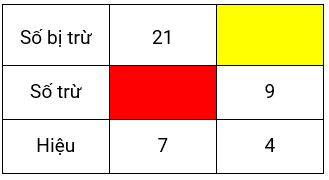 Số bị trừ 21
Số trừ 9
Hiệu 7 4